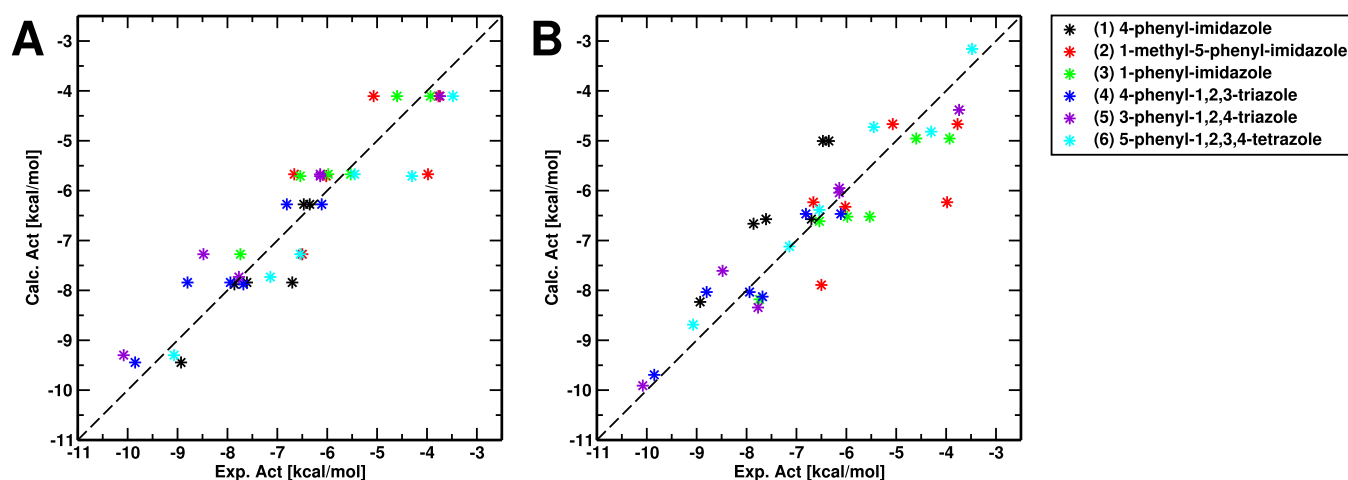 A
-3
-4
-5
-6
-7
-8
-9
-10
-11
Calc. Act [kcal/mol]
-10 -9 -8 -7 -6 -5 -4 -3
Exp. Act [kcal/mol]
B
-3
-4
-5
-6
-7
-8
-9
-10
-11
Calc. Act [kcal/mol]
-10 -9 -8 -7 -6 -5 -4 -3
Exp. Act [kcal/mol]
(1) 4-phenyl-imidazole
(2) 1-methyl-5-phenyl-imidazole
(3) 1-phenyl-imidazole
(4) 4-phenyl-1,2,3-triazole
(5) 3-phenyl-1,2,4-triazole
(6) 5-phenyl-1,2,3,4-tetrazole